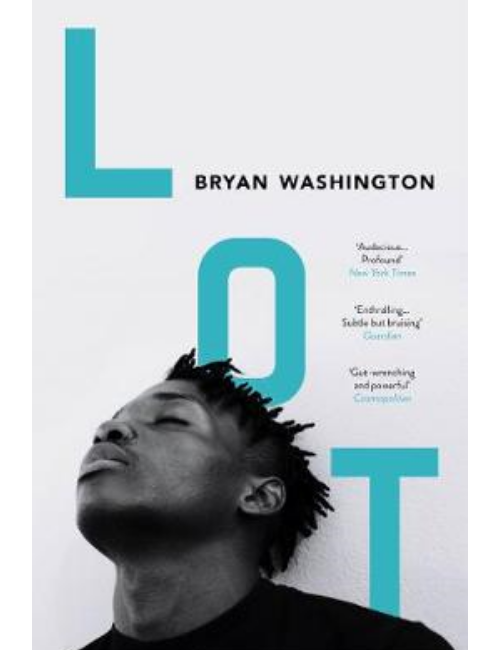 L
BRYAN WASHINGTON
O
'Audacious...
Profound'
New York Times
'Enthralling...
Subtle but bruising'
Guardian
'Gut-wrenching
and powerful'
Cosmopolitan
T